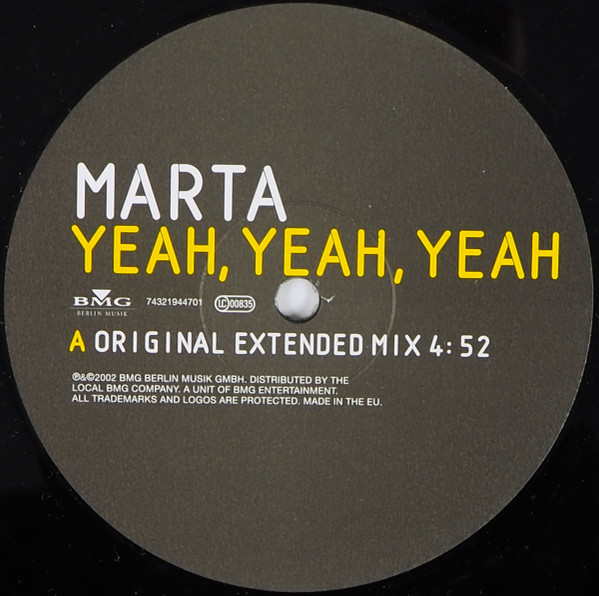 MARTA
YEAH, YEAH, YEAH
BMG
BERLIN MUSIK
74321944701
LC 00835
A ORIGINAL EXTENDED MIX 4:52
℗&©2002 BMG BERLIN MUSIK GMBH. DISTRIBUTED BY THE
LOCAL BMG COMPANY. A UNIT OF BMG ENTERTAINMENT.
ALL TRADEMARKS AND LOGOS ARE PROTECTED. MADE IN THE EU.